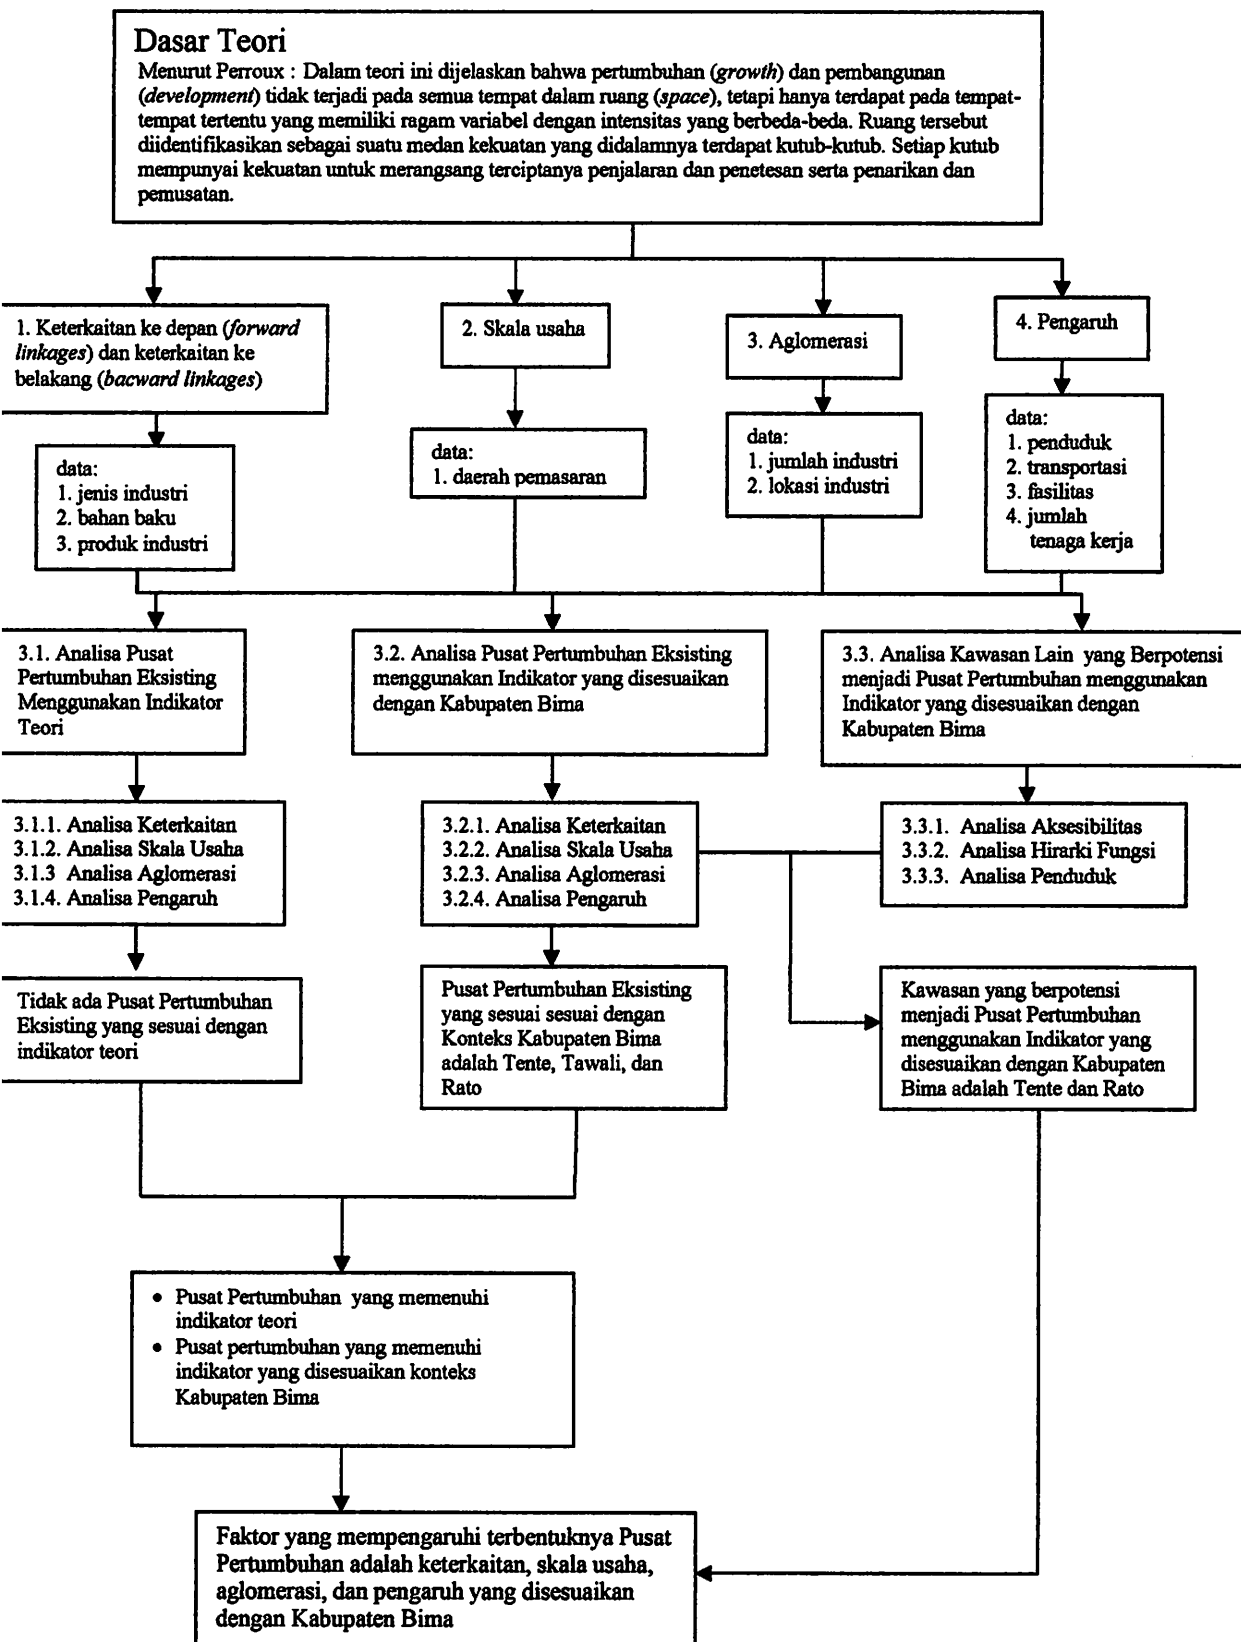 Dasar Teori
Menurut Perroux : Dalam teori ini dijelaskan bahwa pertumbuhan (growth) dan pembangunan
(development) tidak terjadi pada semua tempat dalam ruang (space), tetapi hanya terdapat pada tempat-
tempat tertentu yang memiliki ragam variabel dengan intensitas yang berbeda-beda. Ruang tersebut
diidentifikasikan sebagai suatu medan kekuatan yang didalamnya terdapat kutub-kutub. Setiap kutub
mempunyai kekuatan untuk merangsang terciptanya penjalaran dan penetesan serta penarikan dan
pemusatan.
1. Keterkaitan ke depan (forward
linkages) dan keterkaitan ke
belakang (bacward linkages)
2. Skala usaha
3. Aglomerasi
4. Pengaruh
data:
1. jenis industri
2. bahan baku
3. produk industri
data:
1. daerah pemasaran
data:
1. jumlah industri
2. lokasi industri
data:
1. penduduk
2. transportasi
3. fasilitas
4. jumlah
tenaga kerja
3.1. Analisa Pusat
Pertumbuhan Eksisting
Menggunakan Indikator
Teori
3.2. Analisa Pusat Pertumbuhan Eksisting
menggunakan Indikator yang disesuaikan
dengan Kabupaten Bima
3.3. Analisa Kawasan Lain yang Berpotensi
menjadi Pusat Pertumbuhan menggunakan
Indikator yang disesuaikan dengan
Kabupaten Bima
3.1.1. Analisa Keterkaitan
3.1.2. Analisa Skala Usaha
3.1.3 Analisa Aglomerasi
3.1.4. Analisa Pengaruh
3.2.1. Analisa Keterkaitan
3.2.2. Analisa Skala Usaha
3.2.3. Analisa Aglomerasi
3.2.4. Analisa Pengaruh
3.3.1. Analisa Aksesibilitas
3.3.2. Analisa Hirarki Fungsi
3.3.3. Analisa Penduduk
Tidak ada Pusat Pertumbuhan
Eksisting yang sesuai dengan
indikator teori
Pusat Pertumbuhan Eksisting
yang sesuai sesuai dengan
Konteks Kabupaten Bima
adalah Tente, Tawali, dan
Rato
Kawasan yang berpotensi
menjadi Pusat Pertumbuhan
menggunakan Indikator yang
disesuaikan dengan Kabupaten
Bima adalah Tente dan Rato
• Pusat Pertumbuhan yang memenuhi
indikator teori
• Pusat pertumbuhan yang memenuhi
indikator yang disesuaikan konteks
Kabupaten Bima
Faktor yang mempengaruhi terbentuknya Pusat
Pertumbuhan adalah keterkaitan, skala usaha,
aglomerasi, dan pengaruh yang disesuaikan
dengan Kabupaten Bima